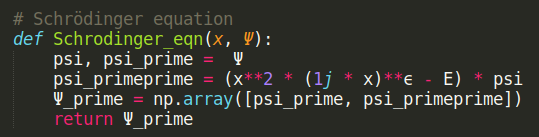 # Schrödinger equation
def Schrodinger_eqn(x, Ψ):
    psi, psi_prime =  Ψ
    psi_primeprime = (x**2 * (1j * x)**ϵ - E) * psi
    Ψ_prime = np.array([psi_prime, psi_primeprime])
    return Ψ_prime